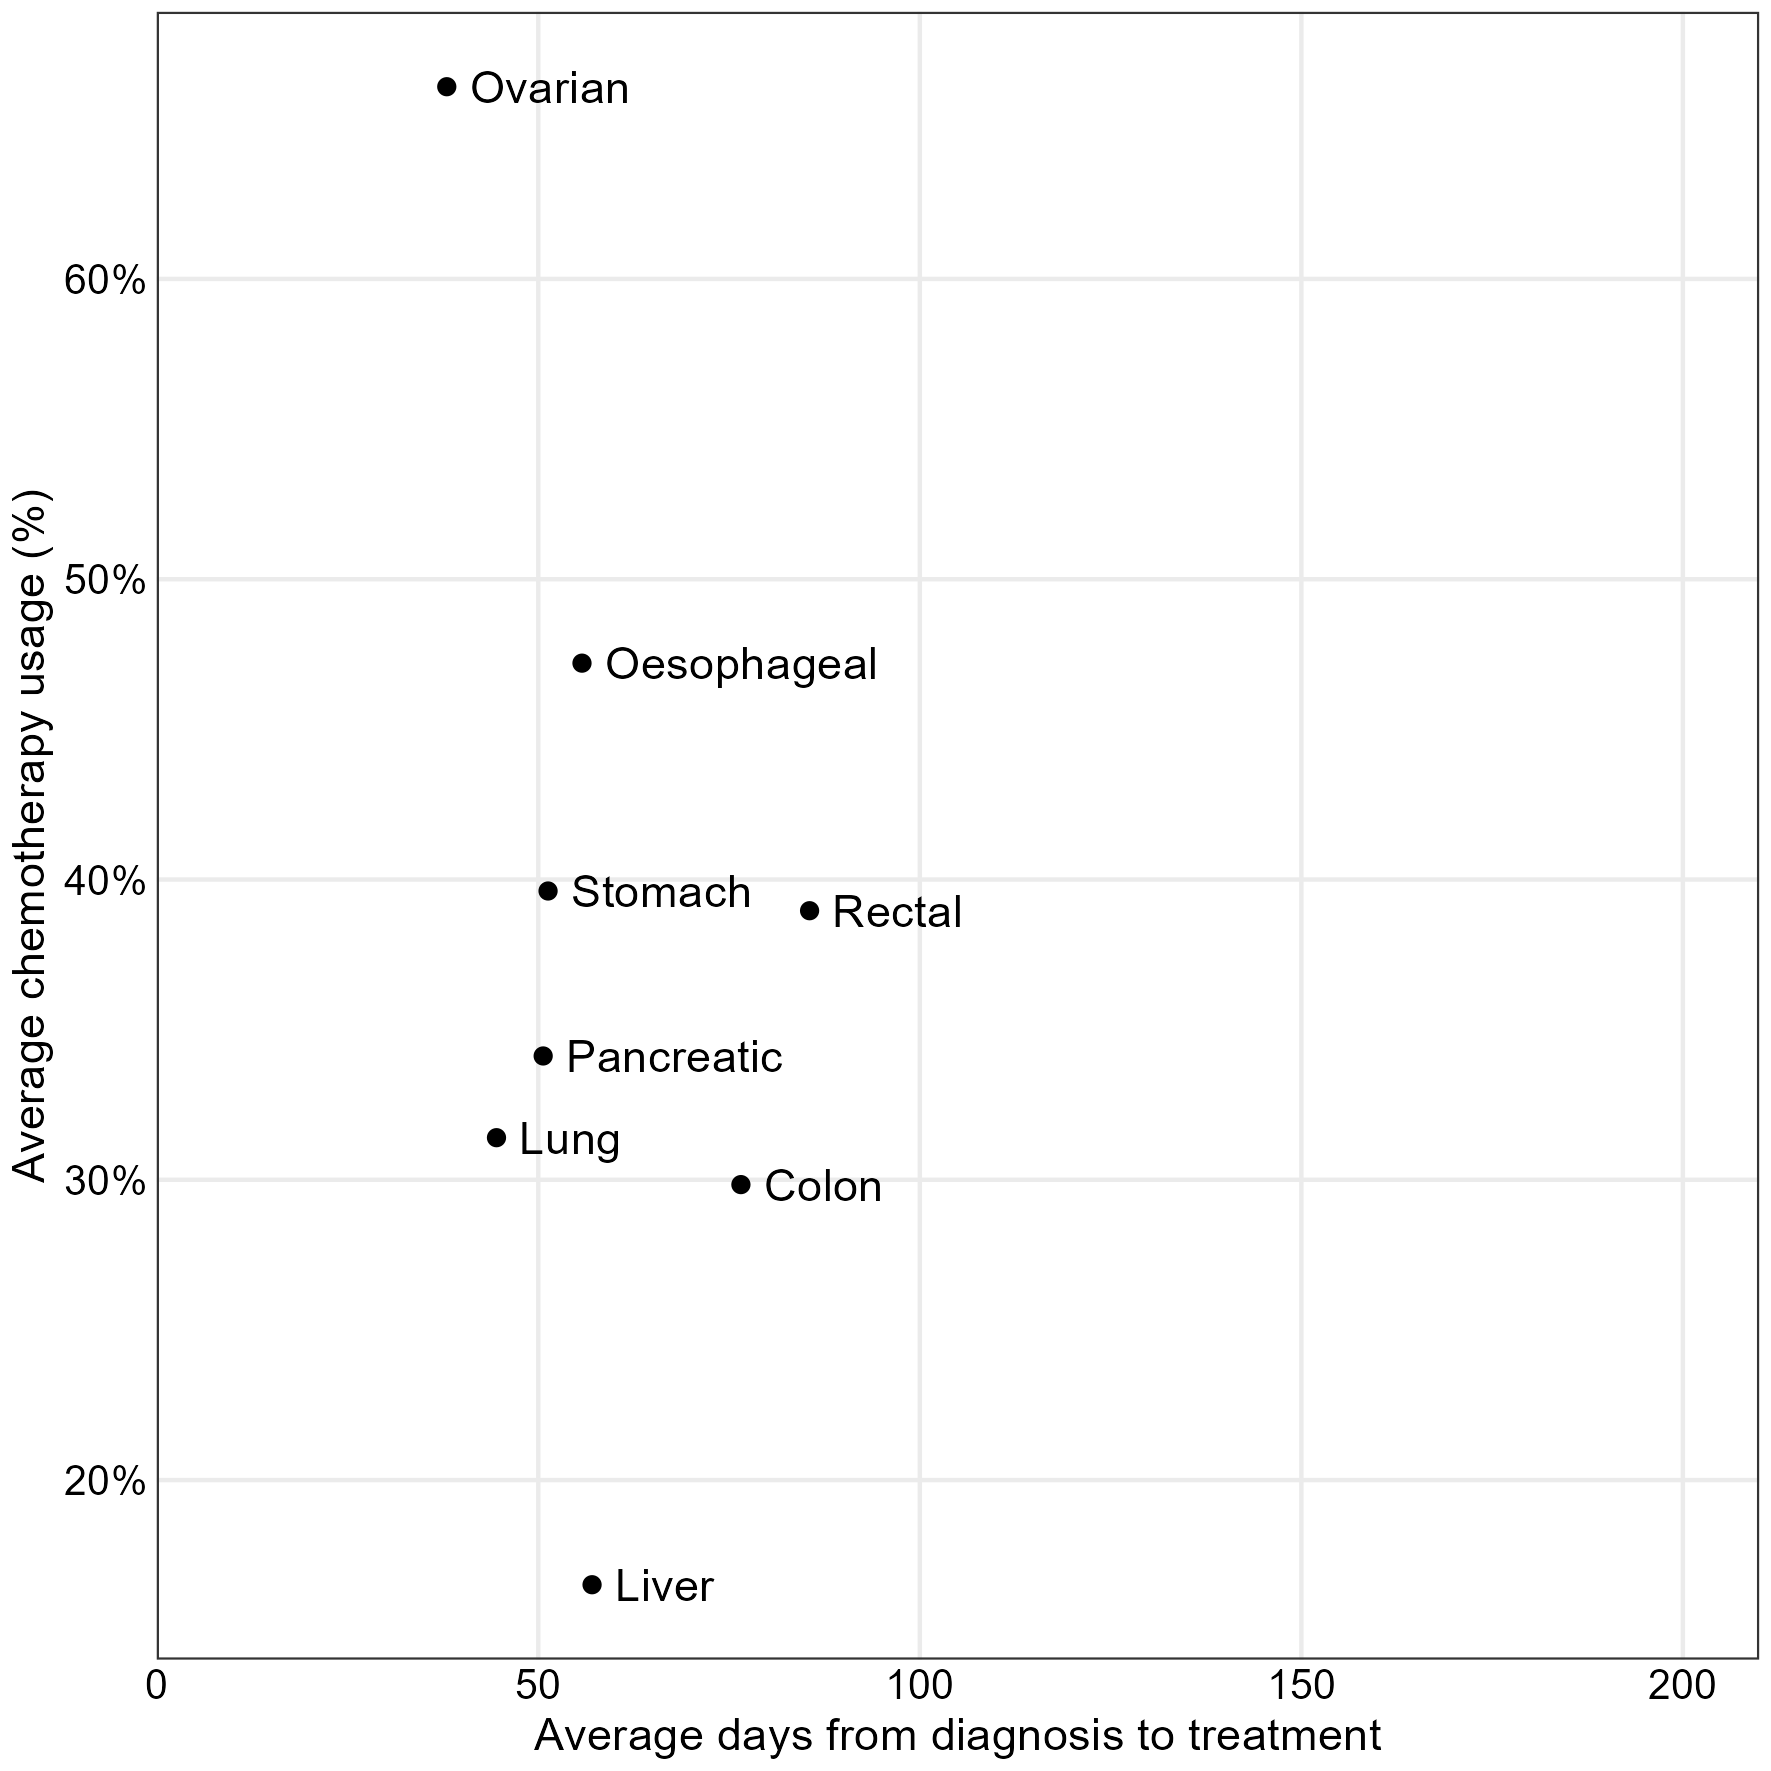 Ovarian
60%
50%
Oesophageal
40%
Stomach
Rectal
Pancreatic
Lung
30%
Colon
20%
Liver
0 50 100 150 200
Average days from diagnosis to treatment
Average chemotherapy usage (%)